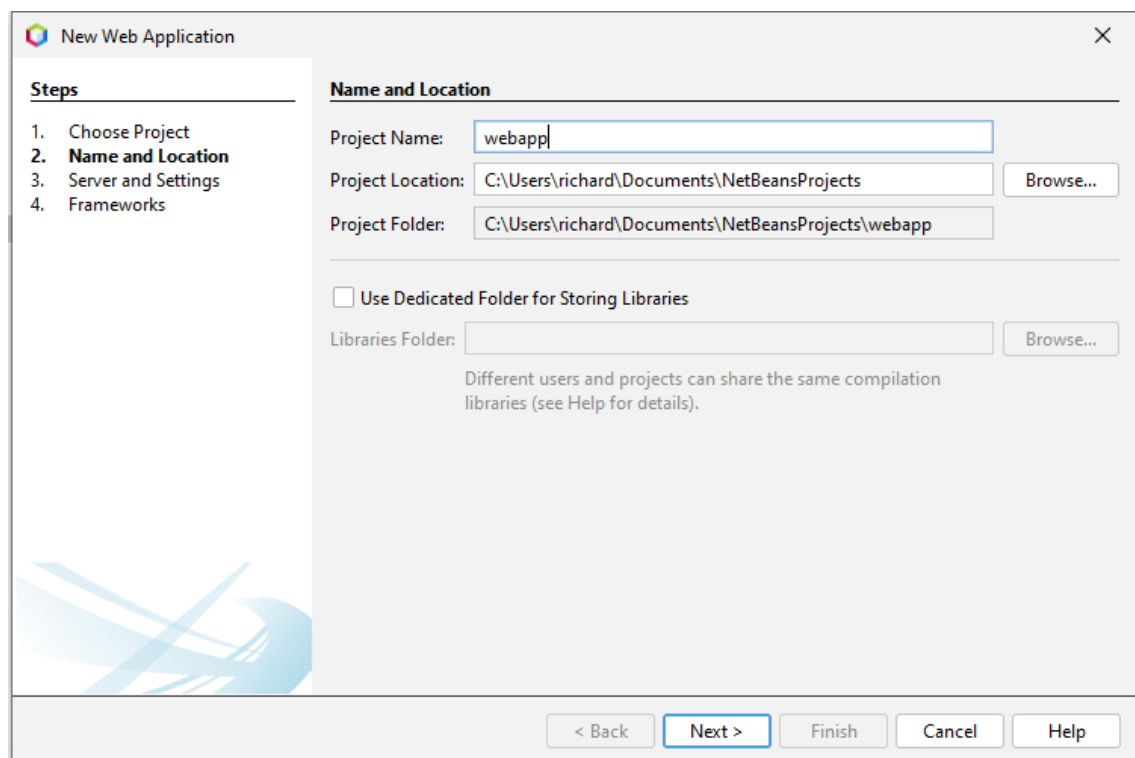 New Web Application
Steps
1. Choose Project
2. Name and Location
3. Server and Settings
4. Frameworks
Name and Location
Project Name: webapp
Project Location: C:\Users\richard\Documents\NetBeansProjects Browse...
Project Folder: C:\Users\richard\Documents\NetBeansProjects\webapp
Use Dedicated Folder for Storing Libraries
Libraries Folder: Browse...
Different users and projects can share the same compilation
libraries (see Help for details).
< Back Next > Finish Cancel Help